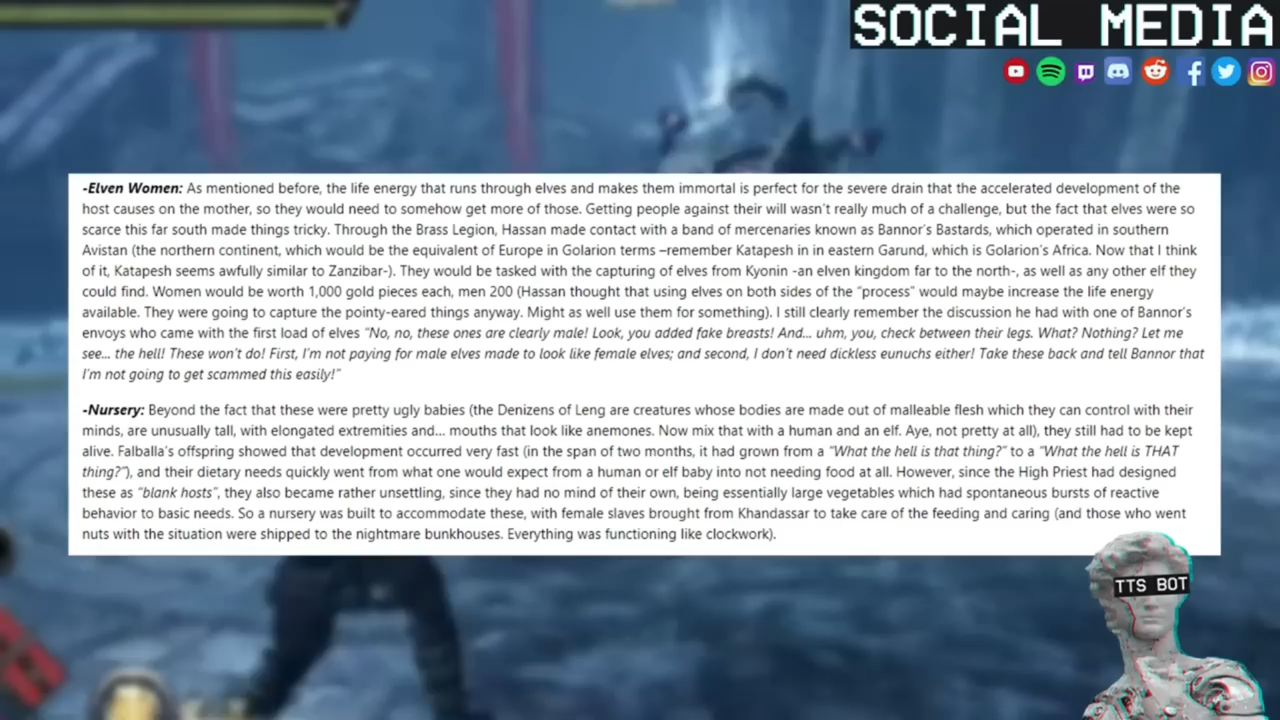 SOCIAL MEDIA
-Elven Women: As mentioned before, the life energy that runs through elves and makes them immortal is perfect for the severe drain that the accelerated development of the
host causes on the mother, so they would need to somehow get more of those. Getting people against their will wasn't really much of a challenge, but the fact that elves were so
scarce this far south made things tricky. Through the Brass Legion, Hassan made contact with a band of mercenaries known as Bannor's Bastards, which operated in southern
Avistan (the northern continent, which would be the equivalent of Europe in Golarion terms –remember Katapesh in in eastern Garund, which is Golarion's Africa. Now that I think
of it, Katapesh seems awfully similar to Zanzibar-). They would be tasked with the capturing of elves from Kyonin -an elven kingdom far to the north-, as well as any other elf they
could find. Women would be worth 1,000 gold pieces each, men 200 (Hassan thought that using elves on both sides of the "process" would maybe increase the life energy
available. They were going to capture the pointy-eared things anyway. Might as well use them for something). I still clearly remember the discussion he had with one of Bannor's
envoys who came with the first load of elves "No, no, these ones are clearly male! Look, you added fake breasts! And... uhm, you, check between their legs. What? Nothing? Let me
see... the hell! These won't do! First, I'm not paying for male elves made to look like female elves; and second, I don't need dickless eunuchs either! Take these back and tell Bannor that
I'm not going to get scammed this easily!"
-Nursery: Beyond the fact that these were pretty ugly babies (the Denizens of Leng are creatures whose bodies are made out of malleable flesh which they can control with their
minds, are unusually tall, with elongated extremities and... mouths that look like anemones. Now mix that with a human and an elf. Aye, not pretty at all), they still had to be kept
alive. Falballa's offspring showed that development occurred very fast (in the span of two months, it had grown from a "What the hell is that thing?" to a "What the hell is THAT
thing?"), and their dietary needs quickly went from what one would expect from a human or elf baby into not needing food at all. However, since the High Priest had designed
these as "blank hosts", they also became rather unsettling, since they had no mind of their own, being essentially large vegetables which had spontaneous bursts of reactive
behavior to basic needs. So a nursery was built to accommodate these, with female slaves brought from Khandassar to take care of the feeding and caring (and those who went
nuts with the situation were shipped to the nightmare bunkhouses. Everything was functioning like clockwork).
TTS BOT